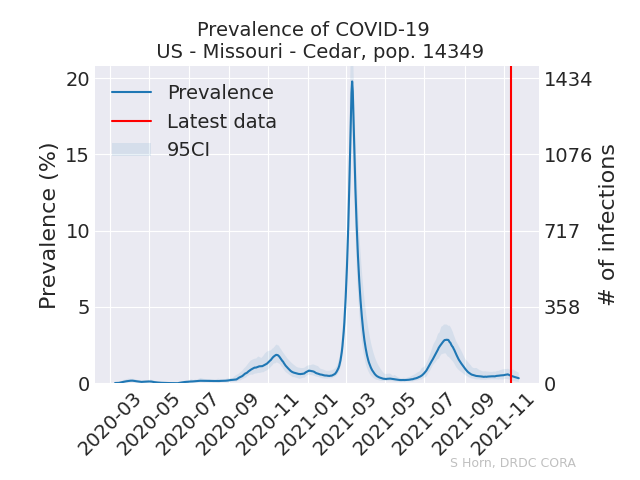 Prevalence of COVID-19
US - Missouri - Cedar, pop. 14349
Prevalence
Latest data
95CI
Prevalence (%)
20
15
10
5
0
1434
1076
717
358
0
# of infections
2020-03
2020-05
2020-07
2020-09
2020-11
2021-01
2021-03
2021-05
2021-07
2021-09
2021-11
S Horn, DRDC CORA